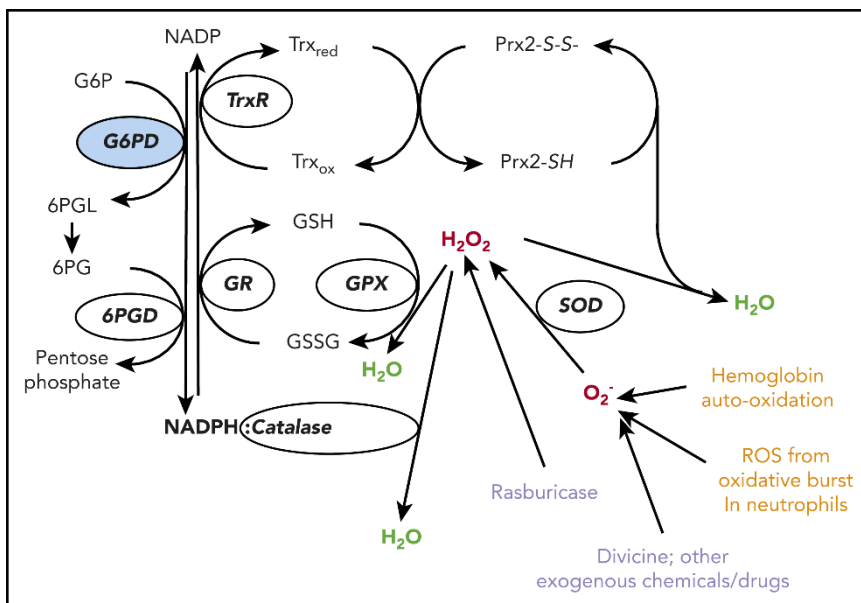 NADP
Trx_red
Prx2-S-S-
G6P
TrxR
G6PD
Trx_ox
Prx2-SH
6PGL
GSH
H₂O₂
6PG
GR
GPX
SOD
6PGD
H₂O
GSSG
Pentose
phosphate
H₂O
O₂⁻
Hemoglobin
auto-oxidation
NADPH:Catalase
ROS from
oxidative burst
In neutrophils
Rasburicase
H₂O
Divicine; other
exogenous chemicals/drugs